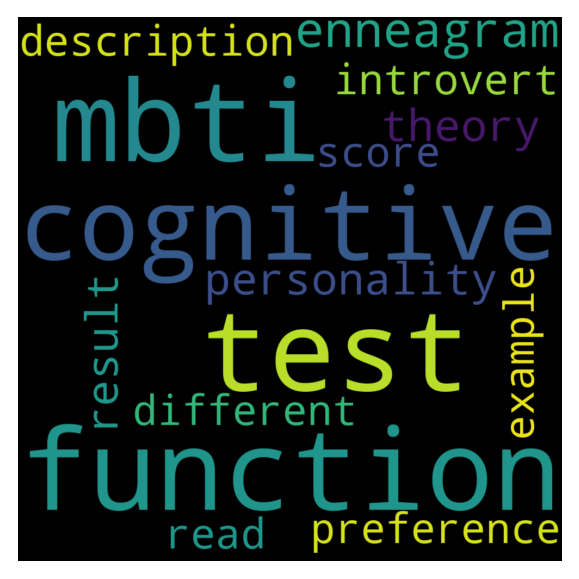 description
enneagram
introvert
mbti
theory
score
cognitive
personality
result
example
test
different
function
read
preference